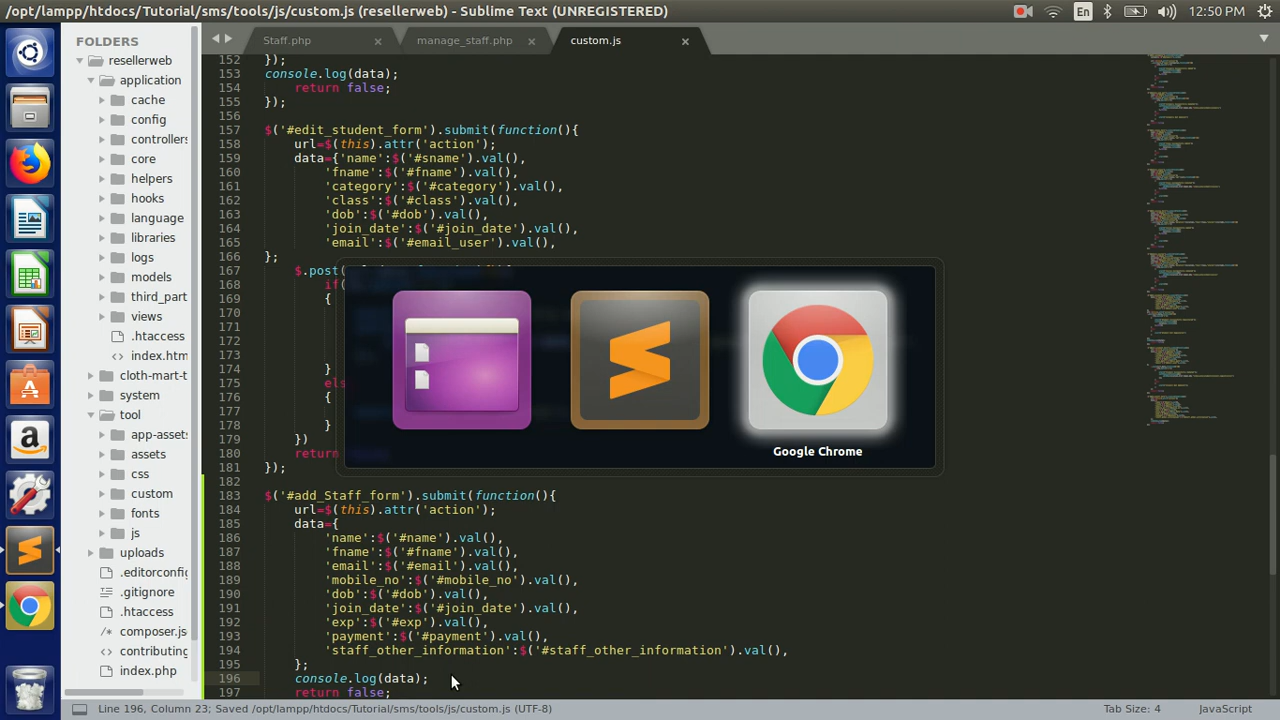 /opt/lampp/htdocs/Tutorial/sms/tools/js/custom.js (resellerweb) - Sublime Text (UNREGISTERED)
En
12:50 PM
FOLDERS
resellerweb
application
cache
config
controllers
core
helpers
hooks
language
libraries
logs
models
third_part
views
.htaccess
index.htm
cloth-mart-t
system
tool
app-assets
assets
css
custom
fonts
js
uploads
.editorconfig
.gitignore
.htaccess
composer.js
contributing
index.php
Staff.php
manage_staff.php
custom.js
152 });
153 console.log(data);
154 return false;
155 });
156
157 $('#edit_student_form').submit(function(){
158 url=$(this).attr('action');
159 data={'name':$('#sname').val(),
160 'fname':$('#fname').val(),
161 'category':$('#category').val(),
162 'class':$('#class').val(),
163 'dob':$('#dob').val(),
164 'join_date':$('#join_date').val(),
165 'email':$('#email_
166 };
167 $.post(
168 if(
169 {
170
171
172
173
174 }
175 els
176 {
177
178 }
179 })
180 return
181 });
182
183 $('#add_Staff_form').submit(function(){
184 url=$(this).attr('action');
185 data={
186 'name':$('#name').val(),
187 'fname':$('#fname').val(),
188 'email':$('#email').val(),
189 'mobile_no':$('#mobile_no').val(),
190 'dob':$('#dob').val(),
191 'join_date':$('#join_date').val(),
192 'exp':$('#exp').val(),
193 'payment':$('#payment').val(),
194 'staff_other_information':$('#staff_other_information').val(),
195 };
196 console.log(data);
197 return false;
Google Chrome
Line 196, Column 23; Saved /opt/lampp/htdocs/Tutorial/sms/tools/js/custom.js (UTF-8)
Tab Size: 4
JavaScript